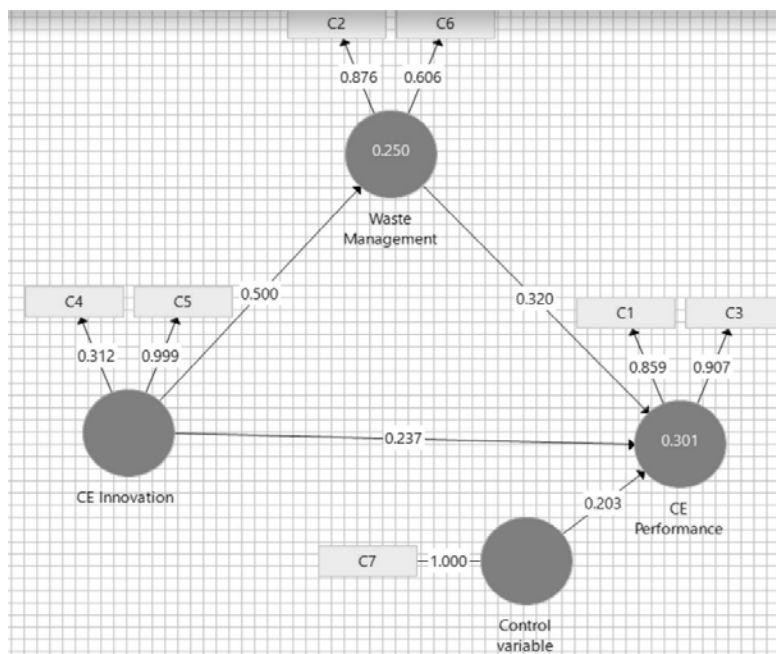 C2 C6
0.876 0.606
0.250
Waste
Management
C4 C5
0.500
0.320
C1 C3
0.312 0.999
0.859 0.907
0.237
0.301
CE Innovation
0.203
CE
Performance
C7
1.000
Control
variable